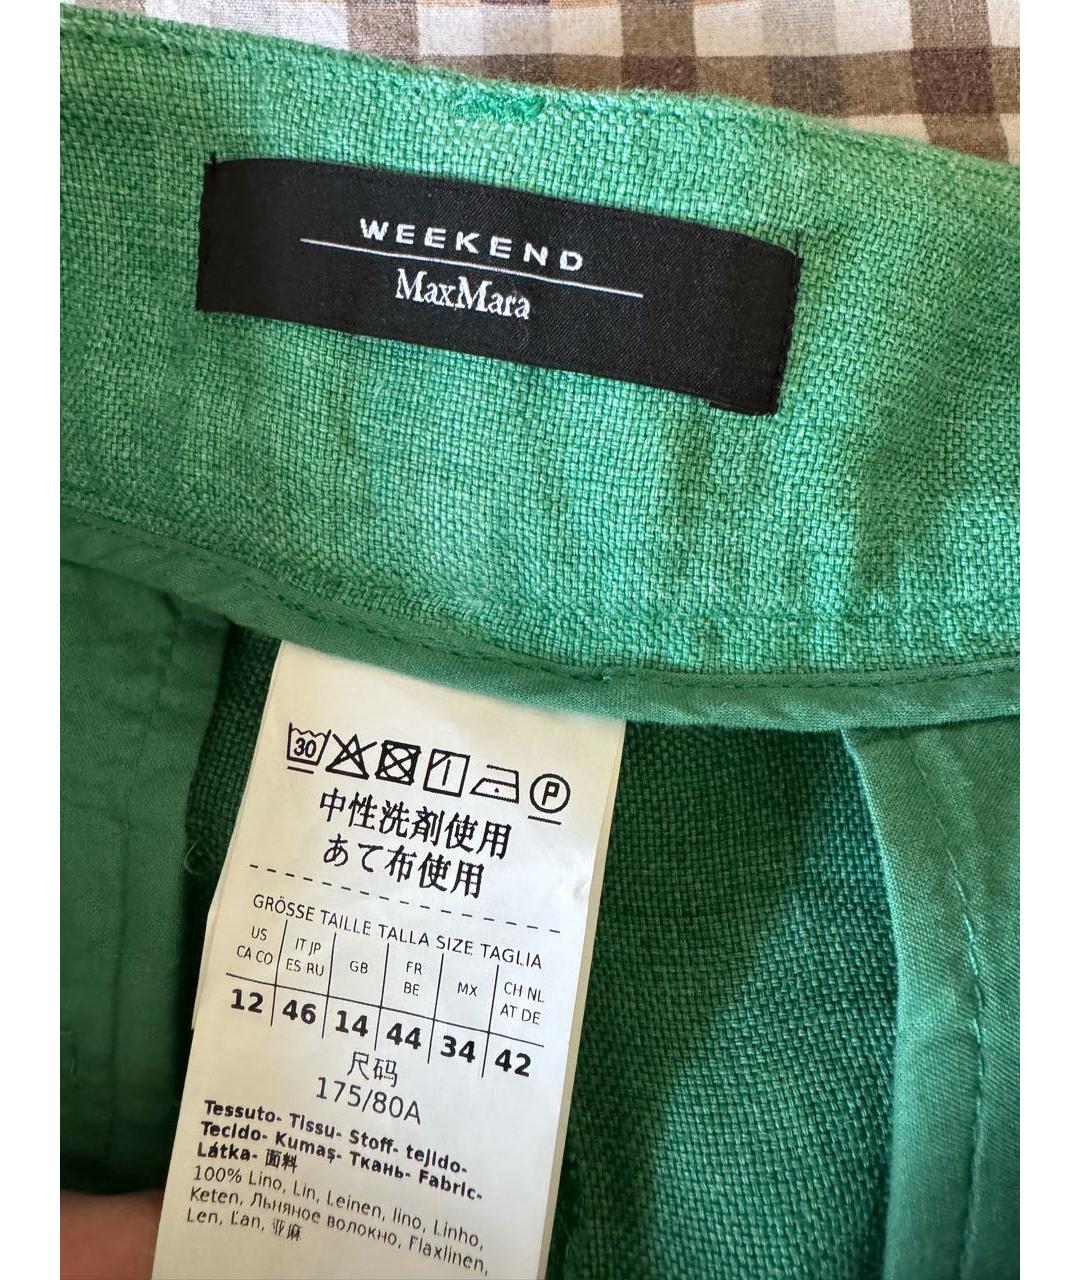 WEEKEND
MaxMara
30 P
中性洗剤使用
あて布使用
GRÖSSE TAILLE TALLA SIZE TAGLIA
US CA CO | IT JP ES RU | GB | FR BE | MX | CH NL AT DE
12 | 46 | 14 | 44 | 34 | 42
尺码
175/80A
Tessuto- Tissu- Stoff- tejido-
Tecido- Kumaş- Ткань- Fabric-
Látka- 面料
100% Lino, Lin, Leinen, lino, Linho,
Keten, Льняное волокно, Flaxlinen,
Len, Ľan, 亚麻